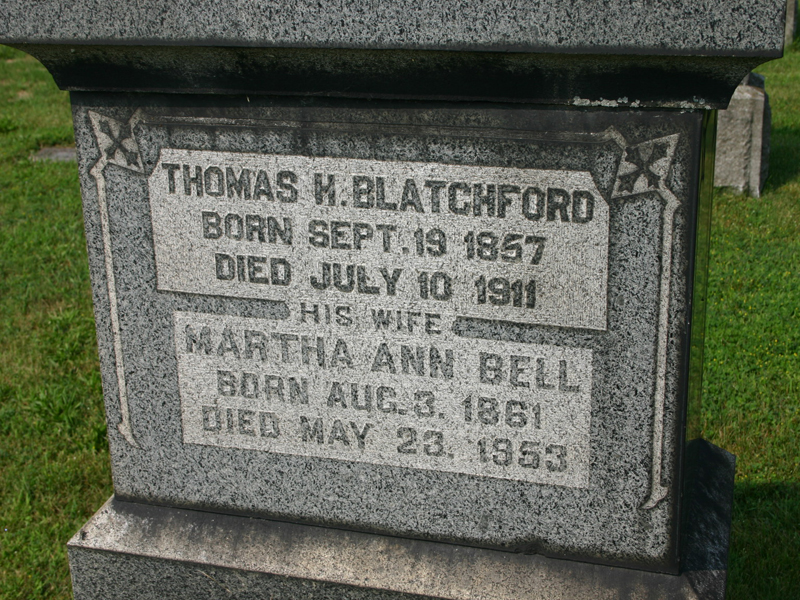 THOMAS H. BLATCHFORD
BORN SEPT. 19 1857
DIED JULY 10 1911
HIS WIFE
MARTHA ANN BELL
BORN AUG. 3. 1861
DIED MAY 23. 1953